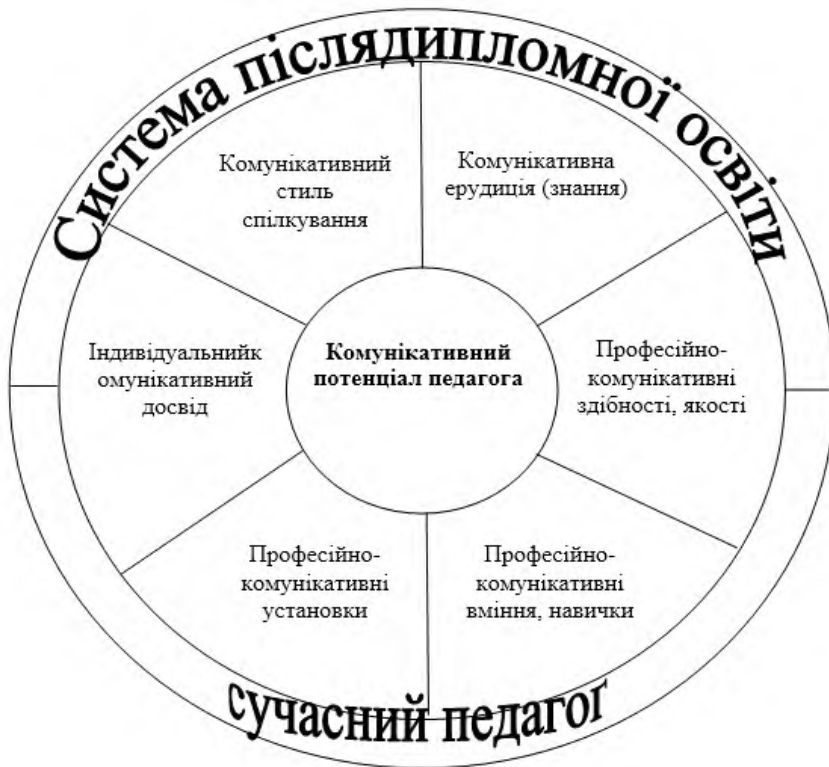 Система післядипломної освіти
Комунікативний
стиль
спілкування
Комунікативна
ерудиція (знання)
Індивідуальнийк
омунікативний
досвід
Комунікативний
потенціал педагога
Професійно-
комунікативні
здібності, якості
Професійно-
комунікативні
установки
Професійно-
комунікативні
вміння, навички
сучасний педагог